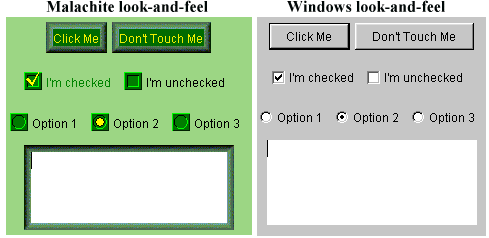 Malachite look-and-feel
Click Me Don't Touch Me
I'm checked I'm unchecked
Option 1 Option 2 Option 3
Windows look-and-feel
Click Me Don't Touch Me
I'm checked I'm unchecked
Option 1 Option 2 Option 3